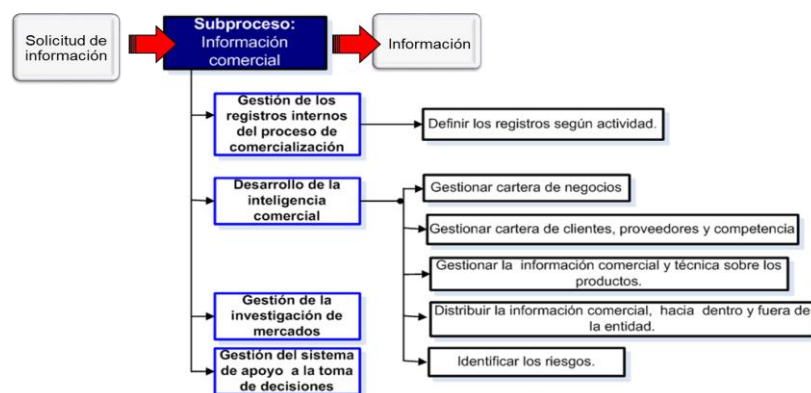 Solicitud de
información
Subproceso:
Información
comercial
Información
Gestión de los
registros internos
del proceso de
comercialización
Definir los registros según actividad.
Desarrollo de la
inteligencia
comercial
Gestionar cartera de negocios
Gestionar cartera de clientes, proveedores y competencia
Gestionar la información comercial y técnica sobre los
productos.
Distribuir la información comercial, hacia dentro y fuera de
la entidad.
Identificar los riesgos.
Gestión de la
investigación de
mercados
Gestión del sistema
de apoyo a la toma
de decisiones